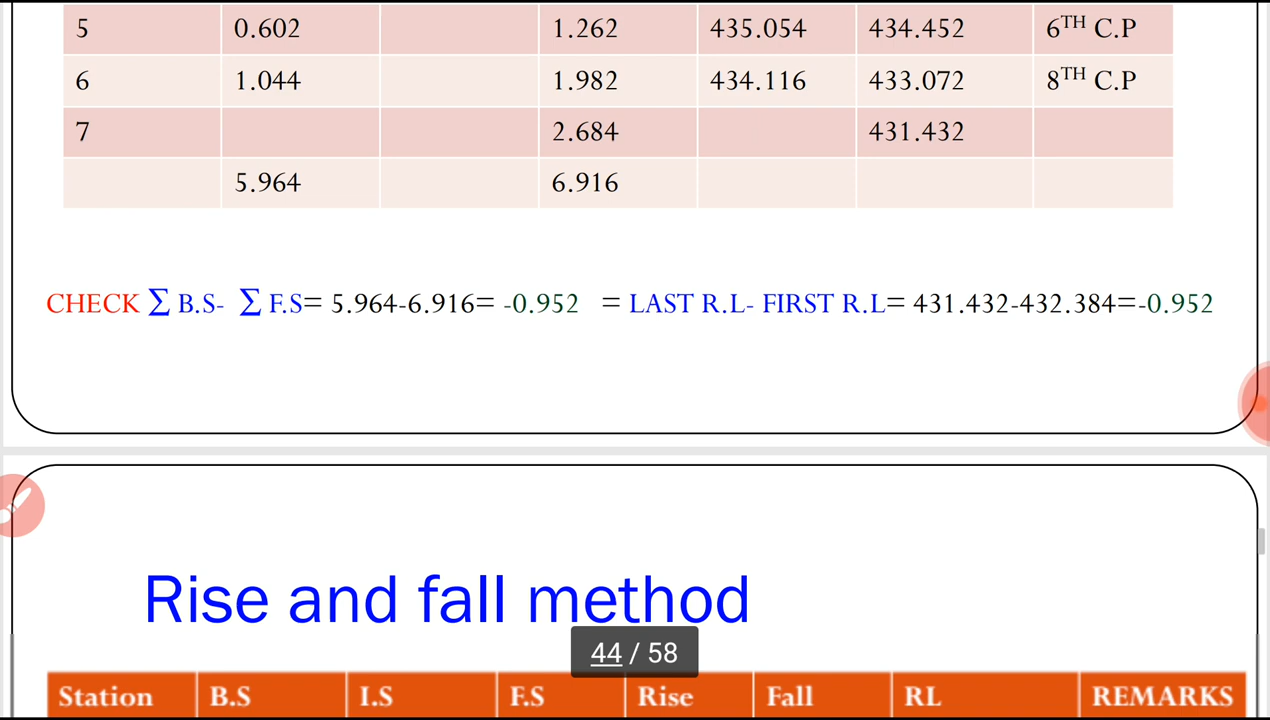 5 0.602 1.262 435.054 434.452 6TH C.P
6 1.044 1.982 434.116 433.072 8TH C.P
7 2.684 431.432
5.964 6.916
CHECK ∑ B.S- ∑ F.S= 5.964-6.916= -0.952 = LAST R.L- FIRST R.L= 431.432-432.384=-0.952
Rise and fall method
44 / 58
Station B.S I.S F.S Rise Fall RL REMARKS